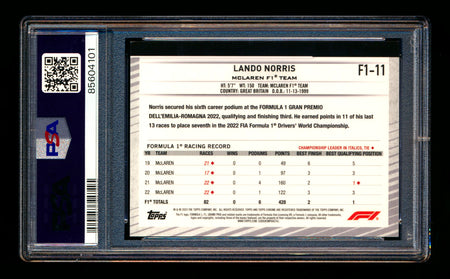 85604101
PSA
LANDO NORRIS
McLAREN F1® TEAM
F1-11
HT: 5'7" WT: 150 TEAM: McLAREN F1® TEAM
COUNTRY: GREAT BRITAIN D.O.B.: 11-13-1999
Norris secured his sixth career podium at the FORMULA 1 GRAN PREMIO
DELL'EMILIA-ROMAGNA 2022, qualifying and finishing third. He earned points in 11 of his last
13 races to place seventh in the 2022 FIA Formula 1® Drivers' World Championship.
FORMULA 1® RACING RECORD CHAMPIONSHIP LEADER IN ITALICS, TIE ♦
YR TEAM RACES WINS PODIUMS POINTS BEST FINISH BEST QUALIFYING POSITION
19 McLAREN 21♦ 0 0 49 6 5
20 McLAREN 17♦ 0 1 97 3
21 McLAREN 22♦ 0 4 160 2 1♦
22 McLAREN 22♦ 0 1 122 3 3
F1® TOTALS 82 0 6 428 2 1
Topps
F1